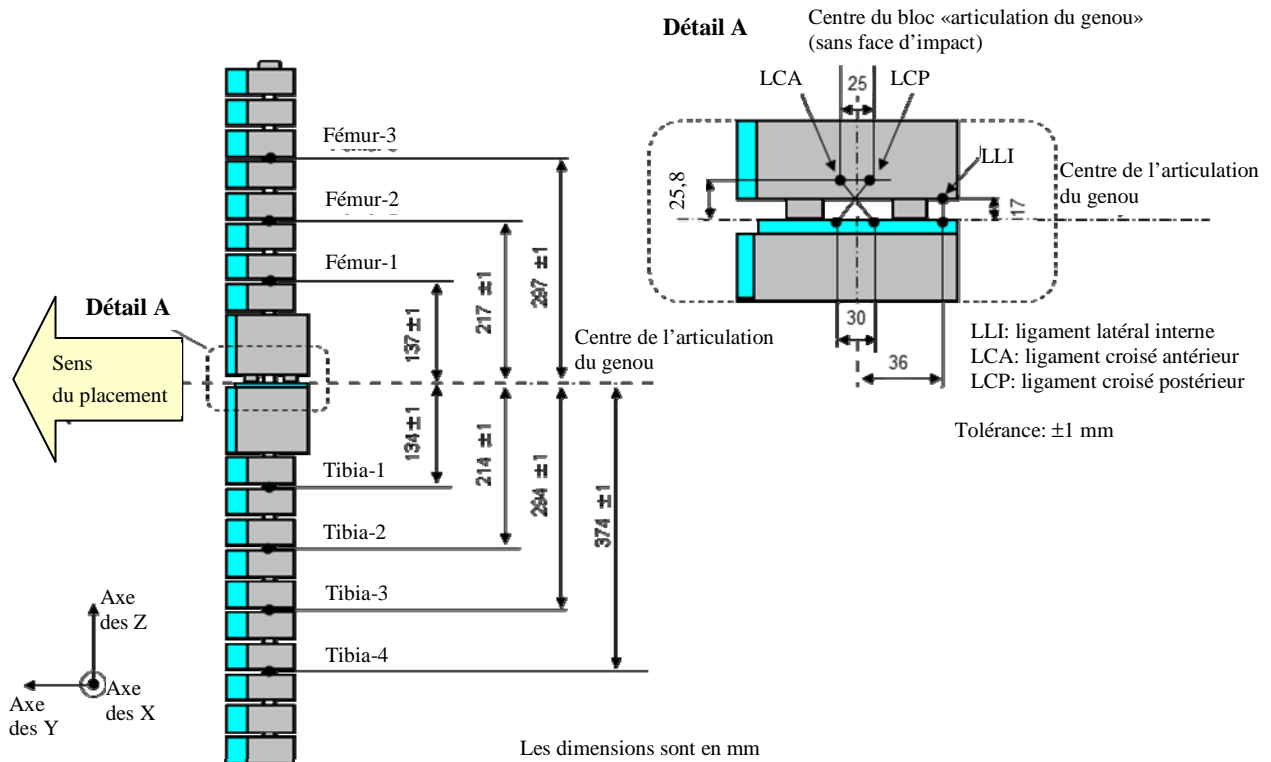 Détail A
Centre du bloc «articulation du genou»
(sans face d’impact)
LCA
25
LCP
LLI
Centre de l’articulation
du genou
25,8
17
30
36
LLI: ligament latéral interne
LCA: ligament croisé antérieur
LCP: ligament croisé postérieur
Tolérance: ±1 mm
Fémur-3
Fémur-2
Fémur-1
Détail A
Sens
du placement
137±1
217 ±1
297 ±1
Centre de l’articulation
du genou
134±1
214 ±1
294 ±1
374 ±1
Tibia-1
Tibia-2
Tibia-3
Tibia-4
Axe
des Z
Axe
des Y
Axe
des X
Les dimensions sont en mm